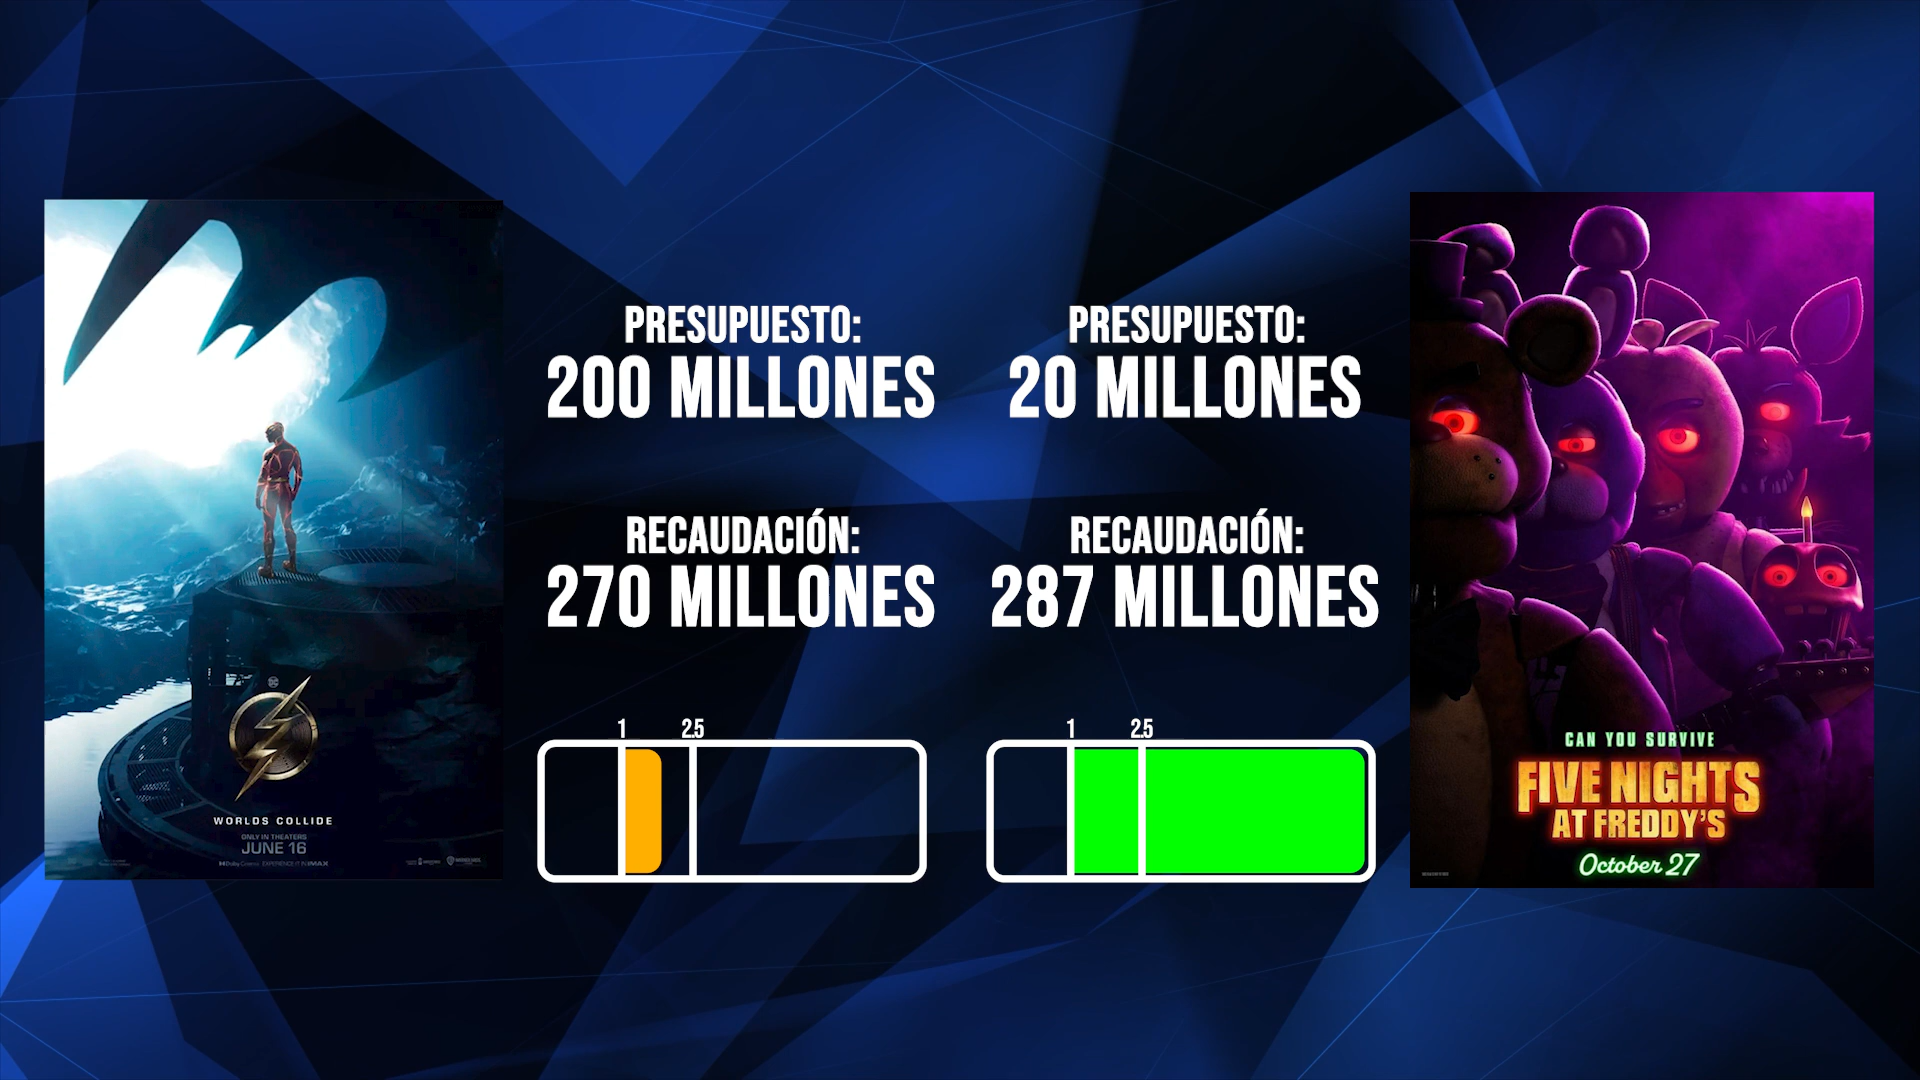 PRESUPUESTO:
200 MILLONES
RECAUDACIÓN:
270 MILLONES
1
2.5
PRESUPUESTO:
20 MILLONES
RECAUDACIÓN:
287 MILLONES
1
2.5
WORLDS COLLIDE
ONLY IN THEATERS
JUNE 16
CAN YOU SURVIVE
FIVE NIGHTS
AT FREDDY'S
October 27